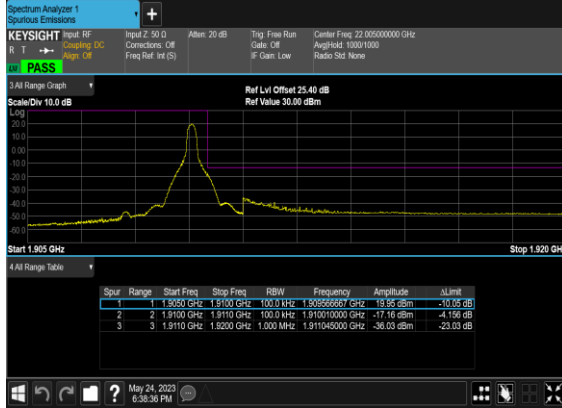 Spectrum Analyzer 1
Spurious Emissions
+
KEYSIGHT Input: RF Input Z: 50 Ω Atten: 20 dB Trig: Free Run Center Freq: 22.005000000 GHz
R T Coupling: DC Corrections: Off Gate: Off Avg|Hold: 1000/1000
Align: Off Freq Ref: Int (S) IF Gain: Low Radio Std: None
PASS
3 All Range Graph
Ref Lvl Offset 25.40 dB
Scale/Div 10.0 dB Ref Value 30.00 dBm
Log
20.0
10.0
0.00
-10.0
-20.0
-30.0
-40.0
-50.0
-60.0
Start 1.905 GHz Stop 1.920 GH
4 All Range Table
Spur Range Start Freq Stop Freq RBW Frequency Amplitude ΔLimit
1 1 1.9050 GHz 1.9100 GHz 100.0 kHz 1.909566667 GHz 19.95 dBm -10.05 dB
2 2 1.9100 GHz 1.9110 GHz 100.0 kHz 1.910010000 GHz -17.16 dBm -4.156 dB
3 3 1.9110 GHz 1.9200 GHz 1.000 MHz 1.911045000 GHz -36.03 dBm -23.03 dB
? May 24, 2023
6:38:36 PM